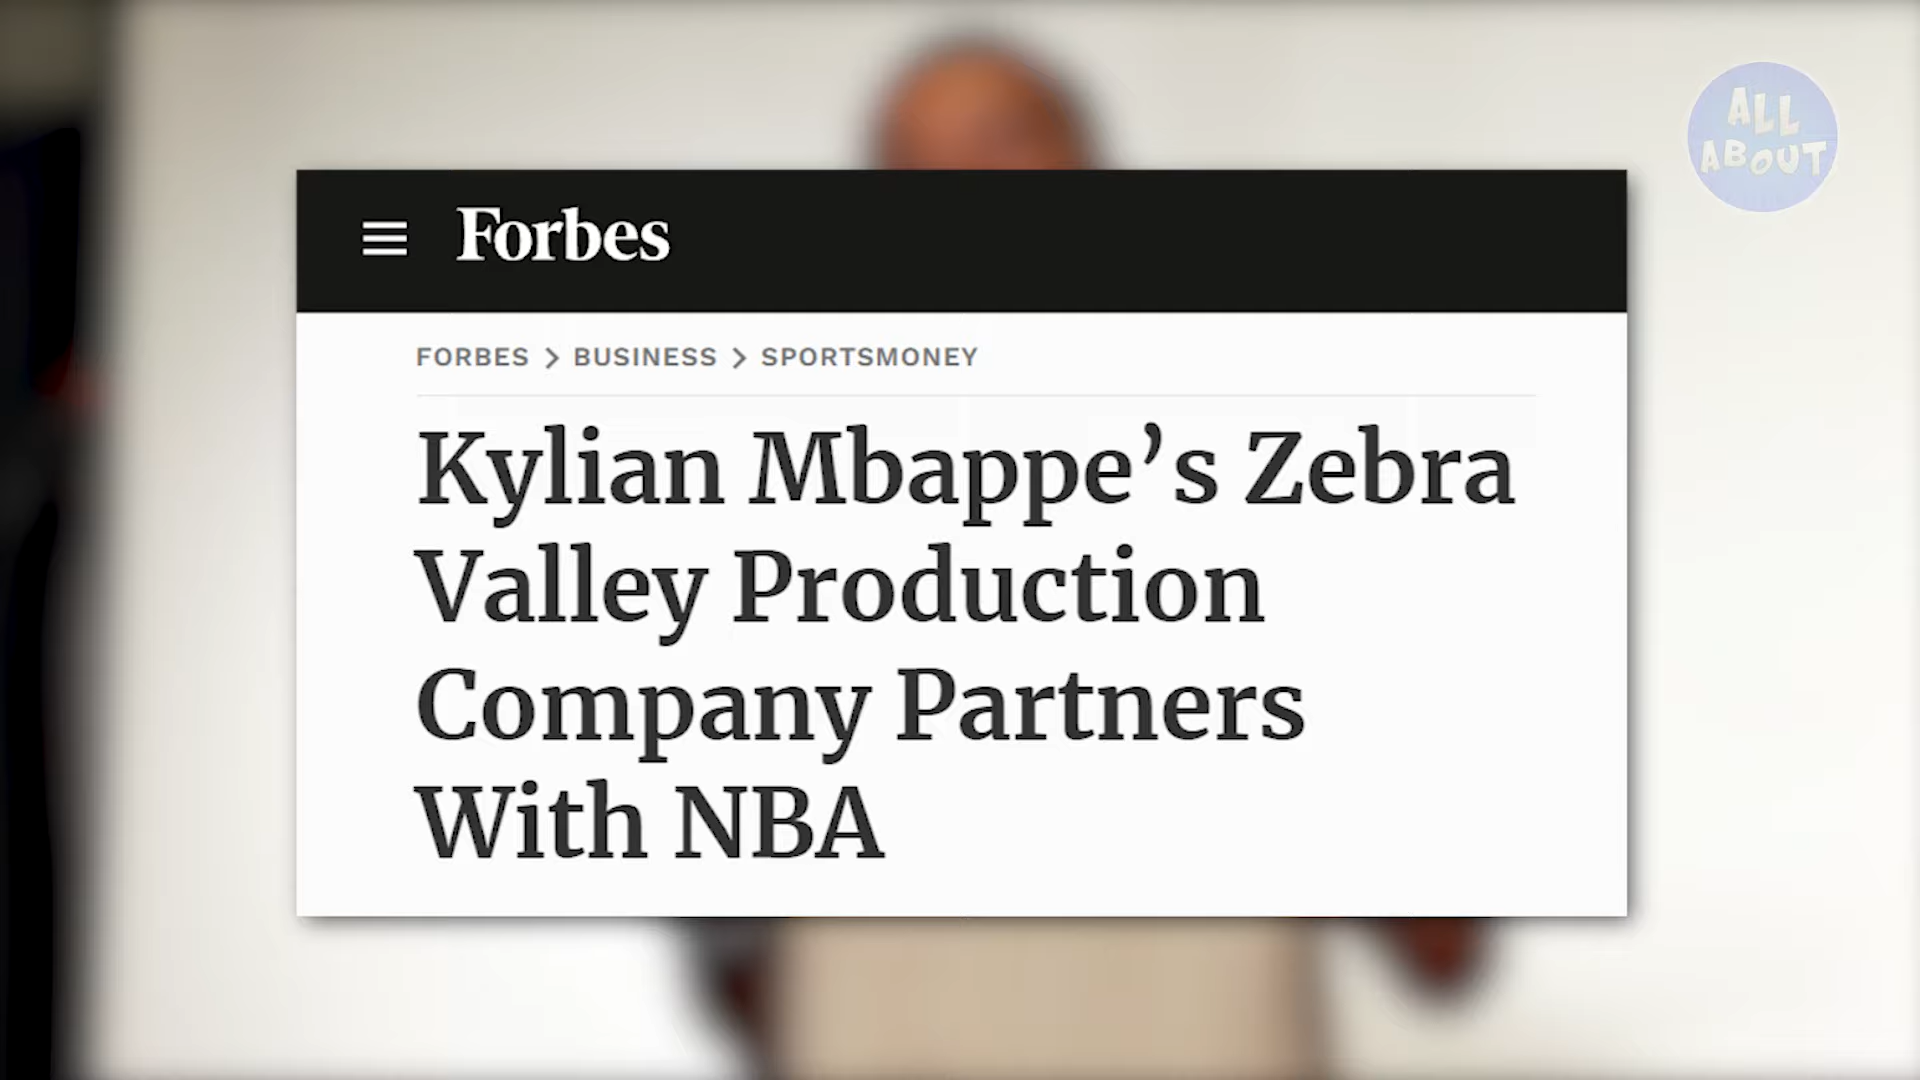 ALL
ABOUT
Forbes
FORBES > BUSINESS > SPORTSMONEY
Kylian Mbappe’s Zebra
Valley Production
Company Partners
With NBA